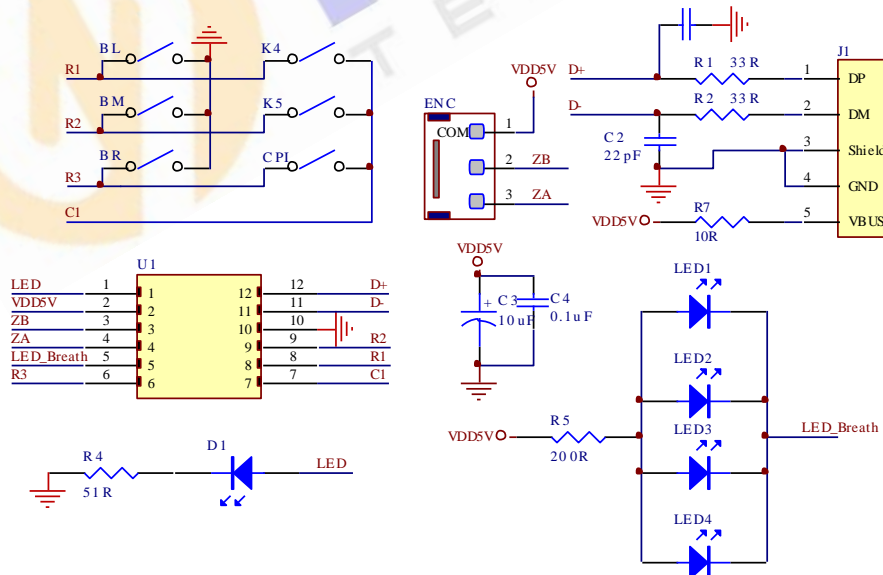 BL
K4
R1
BM
K5
R2
BR
CPI
R3
C1
TE
VDD5V
ENC
COM
1
2
ZB
3
ZA
D+
R1 33R
1
DP
J1
D-
R2 33R
2
DM
C2
22pF
3
Shield
4
GND
VDD5V
R7
10R
5
VBUS
U1
LED 1 1 12 12 D+
VDD5V 2 2 11 11 D-
ZB 3 3 10 10
ZA 4 4 9 9 R2
LED_Breath 5 5 8 8 R1
R3 6 6 7 7 C1
VDD5V
+ C3
10uF
C4
0.1uF
LED1
LED2
LED3
LED4
VDD5V
R5
200R
LED_Breath
R4
51R
D1
LED